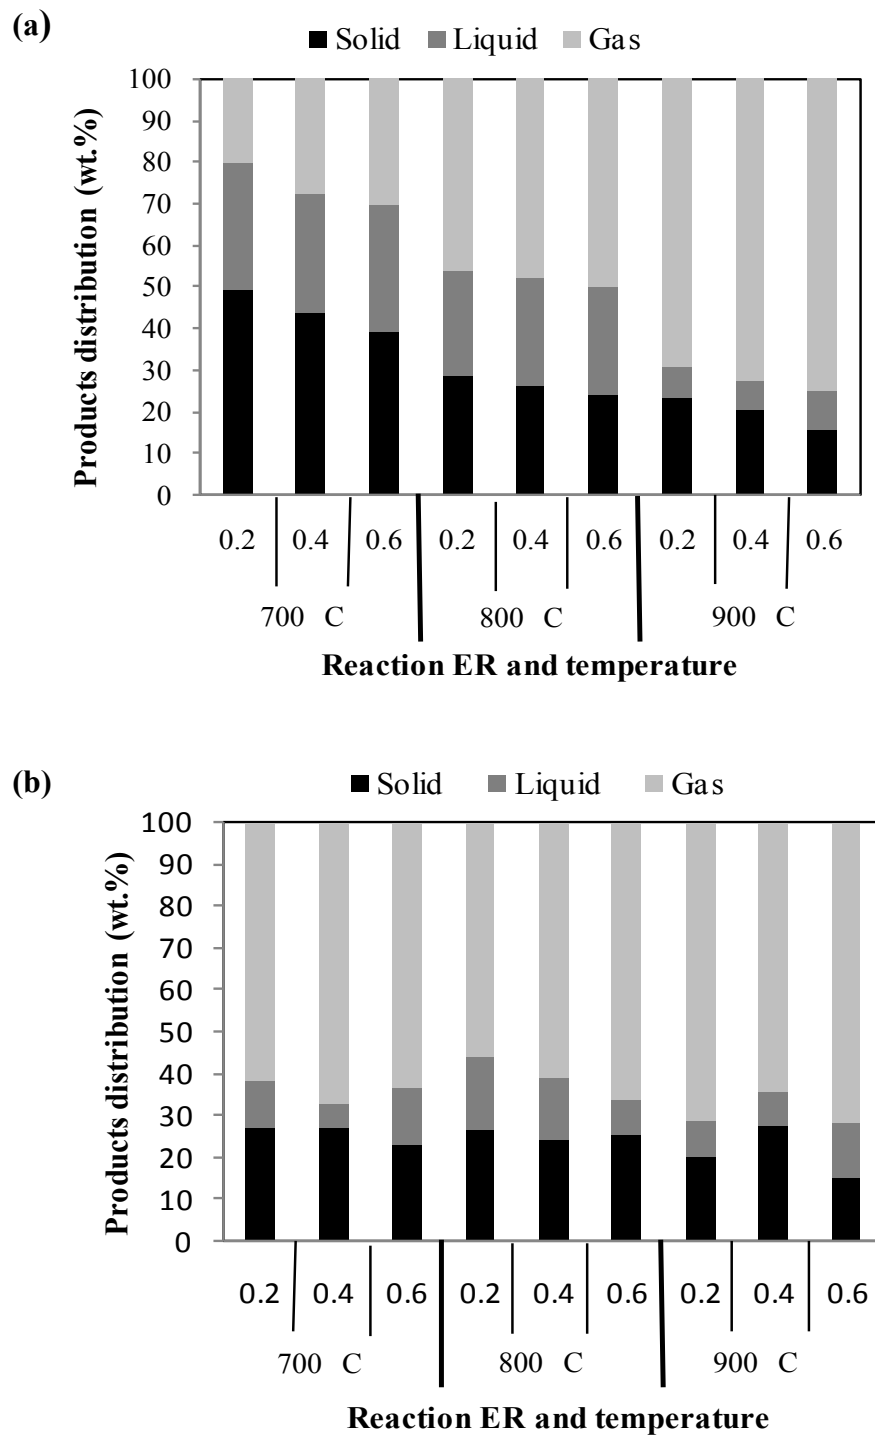 (a)
Solid Liquid Gas
100
90
80
70
60
50
40
30
20
10
0
Products distribution (wt.%)
0.2 0.4 0.6 0.2 0.4 0.6 0.2 0.4 0.6
700 C 800 C 900 C
Reaction ER and temperature
(b)
Solid Liquid Gas
100
90
80
70
60
50
40
30
20
10
0
Products distribution (wt.%)
0.2 0.4 0.6 0.2 0.4 0.6 0.2 0.4 0.6
700 C 800 C 900 C
Reaction ER and temperature